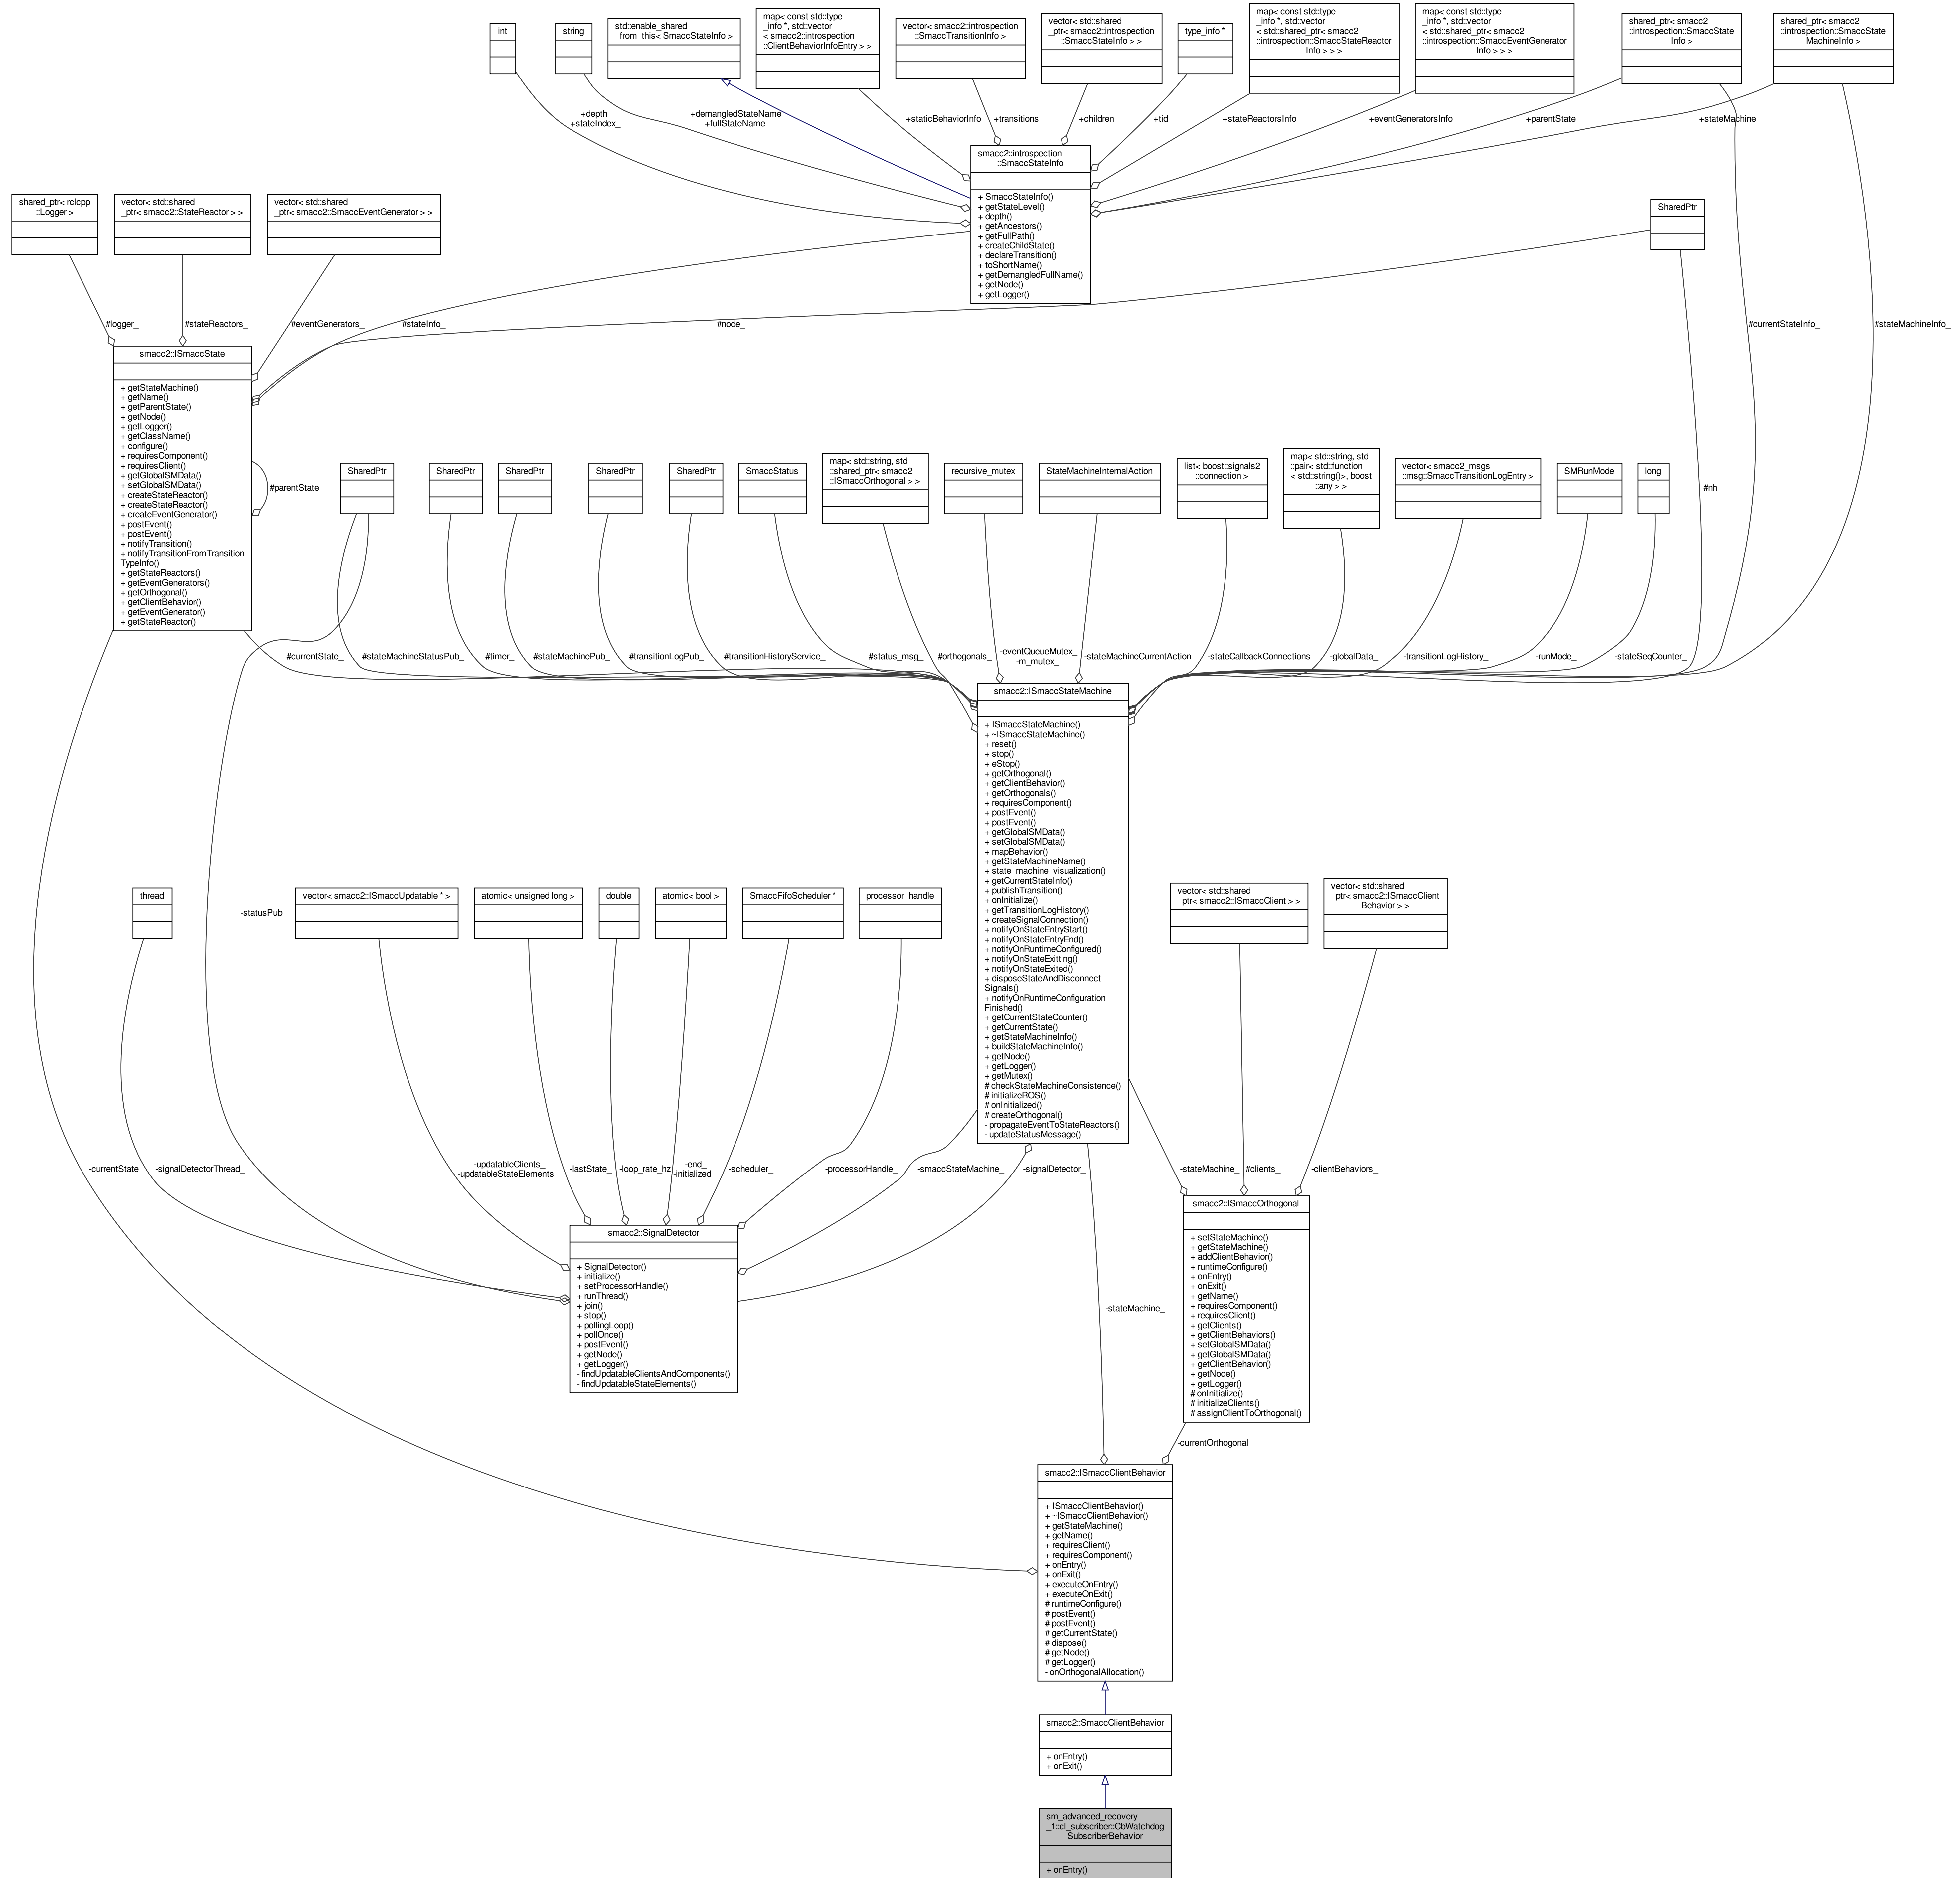 int
string
std::enable_shared
_from_this< SmaccStateInfo >
map< const std::type
_info *, std::vector
< smacc2::introspection
::ClientBehaviorInfoEntry > >
vector< smacc2::introspection
::SmaccTransitionInfo >
vector< std::shared
_ptr< smacc2::introspection
::SmaccStateInfo > >
type_info *
map< const std::type
_info *, std::vector
< std::shared_ptr< smacc2
::introspection::SmaccStateReactor
Info > > >
map< const std::type
_info *, std::vector
< std::shared_ptr< smacc2
::introspection::SmaccEventGenerator
Info > > >
shared_ptr< smacc2
::introspection::SmaccState
Info >
shared_ptr< smacc2
::introspection::SmaccState
MachineInfo >
+depth_
+stateIndex_
+demangledStateName
+fullStateName
+staticBehaviorInfo
+transitions_
+children_
+tid_
+stateReactorsInfo
+eventGeneratorsInfo
+parentState_
+stateMachine_
smacc2::introspection
::SmaccStateInfo
+ SmaccStateInfo()
+ getStateLevel()
+ depth()
+ getAncestors()
+ getFullPath()
+ createChildState()
+ declareTransition()
+ toShortName()
+ getDemangledFullName()
+ getNode()
+ getLogger()
shared_ptr< rclcpp
::Logger >
vector< std::shared
_ptr< smacc2::StateReactor > >
vector< std::shared
_ptr< smacc2::SmaccEventGenerator > >
SharedPtr
#logger_
#stateReactors_
#eventGenerators_
#stateInfo_
#node_
#currentStateInfo_
#stateMachineInfo_
smacc2::ISmaccState
+ getStateMachine()
+ getName()
+ getParentState()
+ getNode()
+ getLogger()
+ getClassName()
+ configure()
+ requiresComponent()
+ requiresClient()
+ getGlobalSMData()
+ setGlobalSMData()
+ createStateReactor()
+ createStateReactor()
+ createEventGenerator()
+ postEvent()
+ postEvent()
+ notifyTransition()
+ notifyTransitionFromTransition
TypeInfo()
+ getStateReactors()
+ getEventGenerators()
+ getOrthogonal()
+ getClientBehavior()
+ getEventGenerator()
+ getStateReactor()
#parentState_
SharedPtr
SharedPtr
SharedPtr
SharedPtr
SharedPtr
SmaccStatus
map< std::string, std
::shared_ptr< smacc2
::ISmaccOrthogonal > >
recursive_mutex
StateMachineInternalAction
list< boost::signals2
::connection >
map< std::string, std
::pair< std::function
< std::string()>, boost
::any > >
vector< smacc2_msgs
::msg::SmaccTransitionLogEntry >
SMRunMode
long
#nh_
#currentState_
#stateMachineStatusPub_
#timer_
#stateMachinePub_
#transitionLogPub_
#transitionHistoryService_
#status_msg_
#orthogonals_
-eventQueueMutex_
-m_mutex_
-stateMachineCurrentAction
-stateCallbackConnections
-globalData_
-transitionLogHistory_
-runMode_
-stateSeqCounter_
smacc2::ISmaccStateMachine
+ ISmaccStateMachine()
+ ~ISmaccStateMachine()
+ reset()
+ stop()
+ eStop()
+ getOrthogonal()
+ getClientBehavior()
+ getOrthogonals()
+ requiresComponent()
+ postEvent()
+ postEvent()
+ getGlobalSMData()
+ setGlobalSMData()
+ mapBehavior()
+ getStateMachineName()
+ state_machine_visualization()
+ getCurrentStateInfo()
+ publishTransition()
+ onInitialize()
+ getTransitionLogHistory()
+ createSignalConnection()
+ notifyOnStateEntryStart()
+ notifyOnStateEntryEnd()
+ notifyOnRuntimeConfigured()
+ notifyOnStateExitting()
+ notifyOnStateExited()
+ disposeStateAndDisconnect
Signals()
+ notifyOnRuntimeConfiguration
Finished()
+ getCurrentStateCounter()
+ getCurrentState()
+ getStateMachineInfo()
+ buildStateMachineInfo()
+ getNode()
+ getLogger()
+ getMutex()
# checkStateMachineConsistence()
# initializeROS()
# onInitialized()
# createOrthogonal()
- propagateEventToStateReactors()
- updateStatusMessage()
thread
-statusPub_
vector< smacc2::ISmaccUpdatable * >
atomic< unsigned long >
double
atomic< bool >
SmaccFifoScheduler *
processor_handle
vector< std::shared
_ptr< smacc2::ISmaccClient > >
vector< std::shared
_ptr< smacc2::ISmaccClient
Behavior > >
-currentState
-signalDetectorThread_
-updatableClients_
-updatableStateElements_
-lastState_
-loop_rate_hz
-end_
-initialized_
-scheduler_
-processorHandle_
-smaccStateMachine_
-signalDetector_
-stateMachine_
#clients_
-clientBehaviors_
smacc2::SignalDetector
+ SignalDetector()
+ initialize()
+ setProcessorHandle()
+ runThread()
+ join()
+ stop()
+ pollingLoop()
+ pollOnce()
+ postEvent()
+ getNode()
+ getLogger()
- findUpdatableClientsAndComponents()
- findUpdatableStateElements()
smacc2::ISmaccOrthogonal
+ setStateMachine()
+ getStateMachine()
+ addClientBehavior()
+ runtimeConfigure()
+ onEntry()
+ onExit()
+ getName()
+ requiresComponent()
+ requiresClient()
+ getClients()
+ getClientBehaviors()
+ setGlobalSMData()
+ getGlobalSMData()
+ getClientBehavior()
+ getNode()
+ getLogger()
# onInitialize()
# initializeClients()
# assignClientToOrthogonal()
-stateMachine_
-currentOrthogonal
smacc2::ISmaccClientBehavior
+ ISmaccClientBehavior()
+ ~ISmaccClientBehavior()
+ getStateMachine()
+ getName()
+ requiresClient()
+ requiresComponent()
+ onEntry()
+ onExit()
+ executeOnEntry()
+ executeOnExit()
# runtimeConfigure()
# postEvent()
# postEvent()
# getCurrentState()
# dispose()
# getNode()
# getLogger()
- onOrthogonalAllocation()
smacc2::SmaccClientBehavior
+ onEntry()
+ onExit()
sm_advanced_recovery
_1::cl_subscriber::CbWatchdog
SubscriberBehavior
+ onEntry()